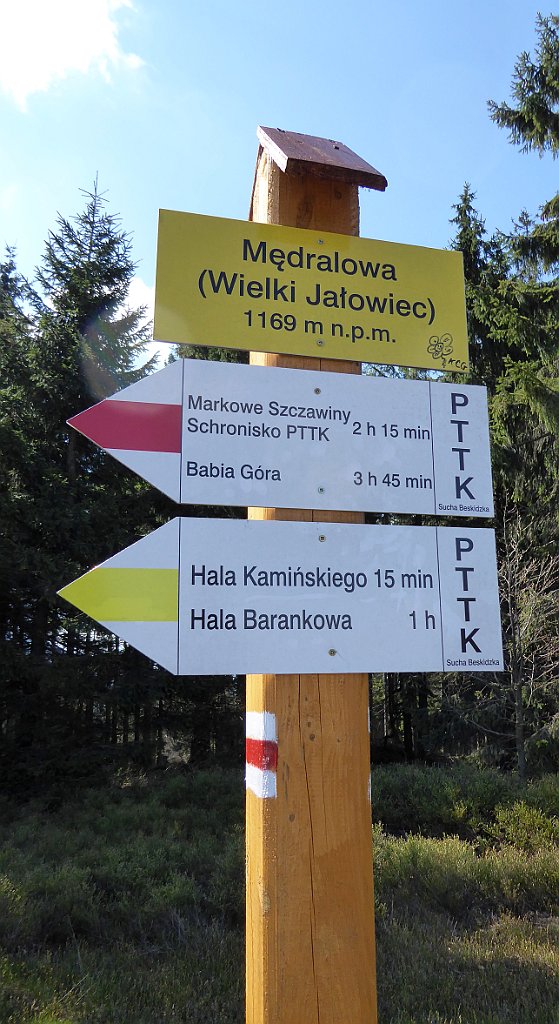 Mędralowa
(Wielki Jałowiec)
1169 m n.p.m.
Markowe Szczawiny
Schronisko PTTK 2 h 15 min
Babia Góra 3 h 45 min
PTTK
Sucha Beskidzka
Hala Kamińskiego 15 min
Hala Barankowa 1 h
PTTK
Sucha Beskidzka